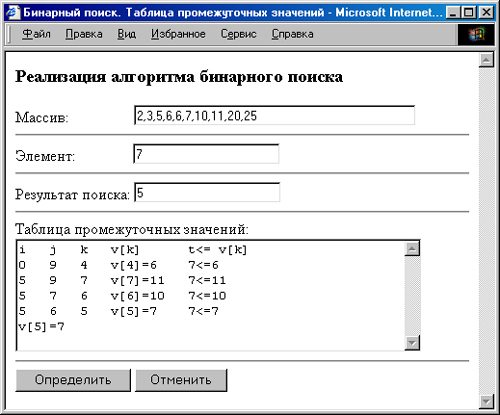 Бинарный поиск. Таблица промежуточных значений - Microsoft Internet...
Файл Правка Вид Избранное Сервис Справка
Реализация алгоритма бинарного поиска
Массив: 2,3,5,6,6,7,10,11,20,25
Элемент: 7
Результат поиска: 5
Таблица промежуточных значений:
i j k v[k] t<= v[k]
0 9 4 v[4]=6 7<=6
5 9 7 v[7]=11 7<=11
5 7 6 v[6]=10 7<=10
5 6 5 v[5]=7 7<=7
v[5]=7
Определить Отменить